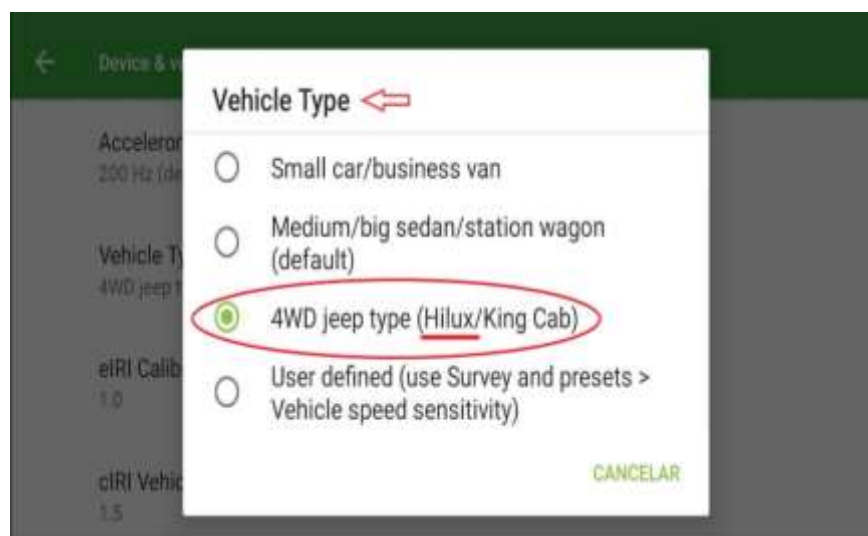 Device & v
Vehicle Type
Acceleror
200 Hz (de
Small car/business van
Medium/big sedan/station wagon
(default)
Vehicle Ty
4WD jeep t
4WD jeep type (Hilux/King Cab)
eIRI Calib
1.0
User defined (use Survey and presets >
Vehicle speed sensitivity)
cIRI Vehic
1.5
CANCELAR